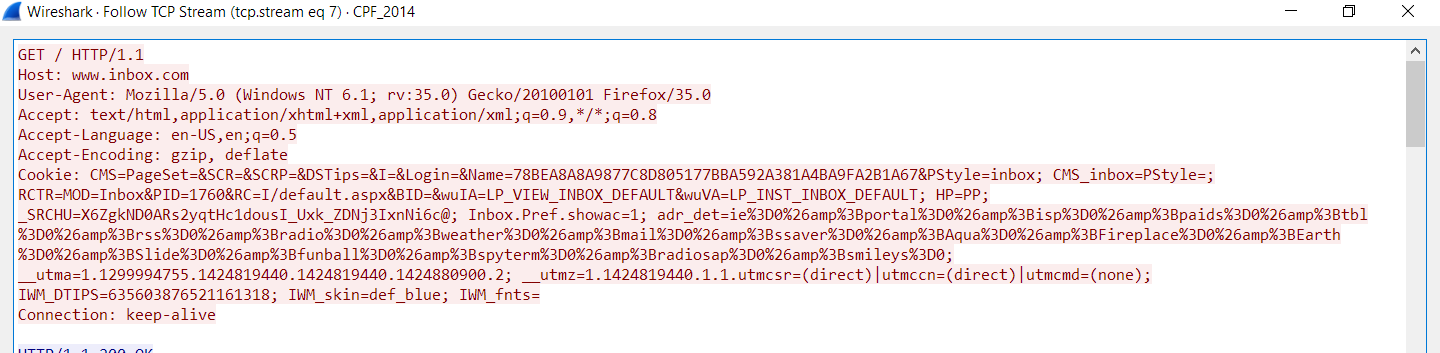 Wireshark · Follow TCP Stream (tcp.stream eq 7) · CPF_2014
GET / HTTP/1.1
Host: www.inbox.com
User-Agent: Mozilla/5.0 (Windows NT 6.1; rv:35.0) Gecko/20100101 Firefox/35.0
Accept: text/html,application/xhtml+xml,application/xml;q=0.9,*/*;q=0.8
Accept-Language: en-US,en;q=0.5
Accept-Encoding: gzip, deflate
Cookie: CMS=PageSet=&SCR=&SCRP=&DSTips=&I=&Login=&Name=78BEA8A8A9877C8D805177BBA592A381A4BA9FA2B1A67&PStyle=inbox; CMS_inbox=PStyle=;
RCTR=MOD=Inbox&PID=1760&RC=I/default.aspx&BID=&wuIA=LP_VIEW_INBOX_DEFAULT&wuVA=LP_INST_INBOX_DEFAULT; HP=PP;
_SRCHU=X6ZgkND0ARs2yqtHc1dousI_Uxk_ZDNj3IxnNi6c@; Inbox.Pref.showac=1; adr_det=ie%3D0%26amp%3Bportal%3D0%26amp%3Bisp%3D0%26amp%3Bpaids%3D0%26amp%3Btbl
%3D0%26amp%3Brss%3D0%26amp%3Bradio%3D0%26amp%3Bweather%3D0%26amp%3Bmail%3D0%26amp%3Bssaver%3D0%26amp%3BAqua%3D0%26amp%3BFireplace%3D0%26amp%3BEarth
%3D0%26amp%3BSlide%3D0%26amp%3Bfunball%3D0%26amp%3Bspyterm%3D0%26amp%3Bradiosap%3D0%26amp%3Bsmileys%3D0;
__utma=1.1299994755.1424819440.1424819440.1424880900.2; __utmz=1.1424819440.1.1.utmcsr=(direct)|utmccn=(direct)|utmcmd=(none);
IWM_DTIPS=635603876521161318; IWM_skin=def_blue; IWM_fnts=
Connection: keep-alive
HTTP/1.1 200 OK